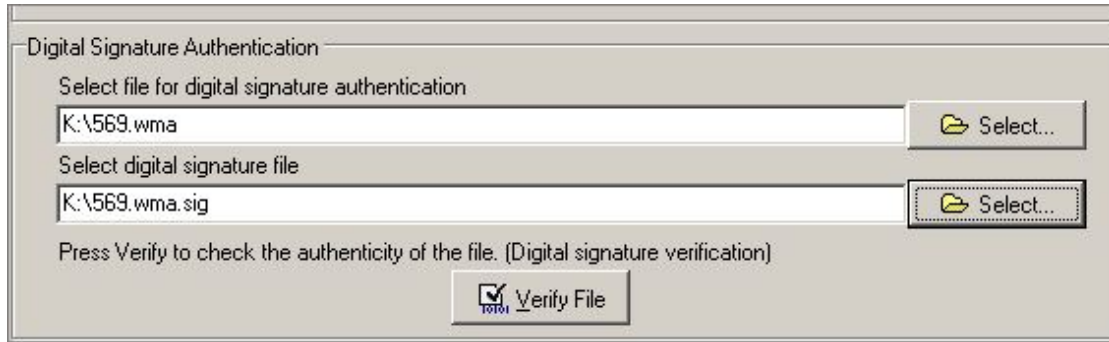 Digital Signature Authentication
Select file for digital signature authentication
K:\569.wma
Select...
Select digital signature file
K:\569.wma.sig
Select...
Press Verify to check the authenticity of the file. (Digital signature verification)
Verify File